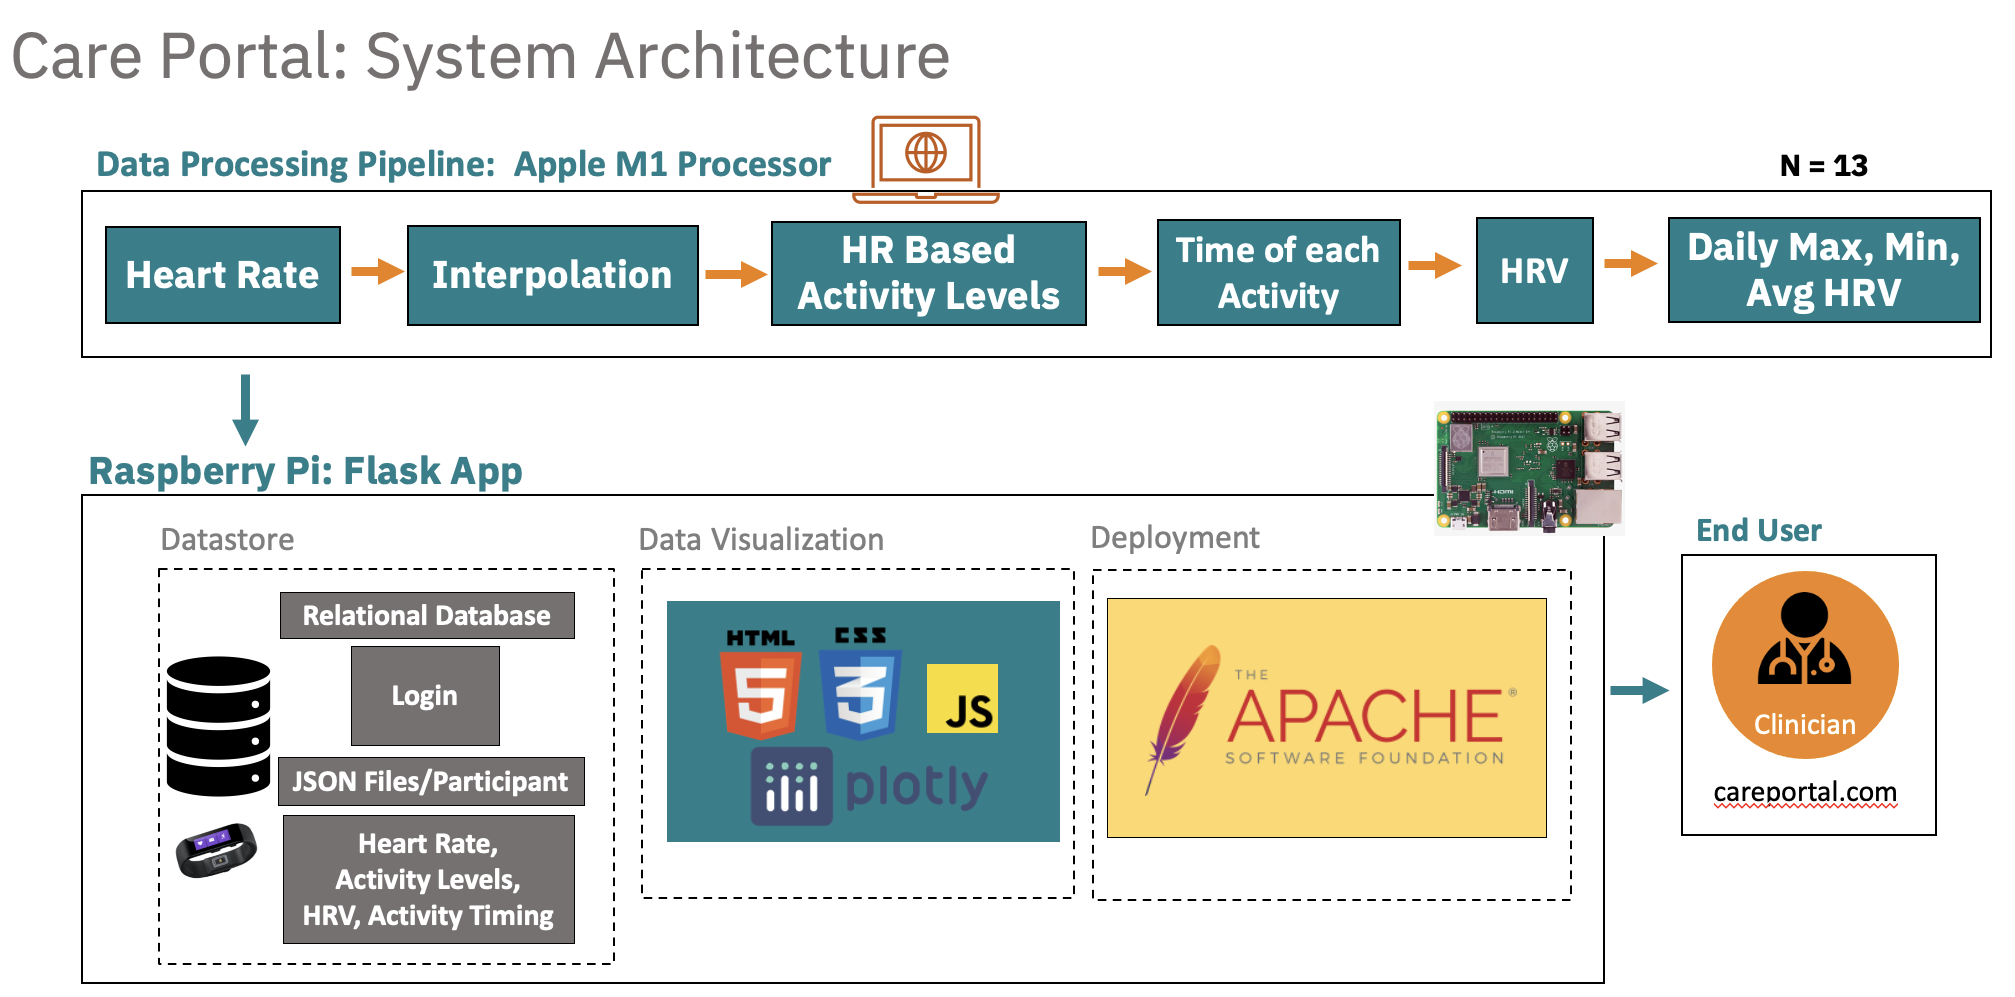 Care Portal: System Architecture
Data Processing Pipeline:  Apple M1 Processor
N = 13
Heart Rate
Interpolation
HR Based
Activity Levels
Time of each
Activity
HRV
Daily Max, Min,
Avg HRV
Raspberry Pi: Flask App
Datastore
Relational Database
Login
JSON Files/Participant
Heart Rate,
Activity Levels,
HRV, Activity Timing
Data Visualization
HTML
5
CSS
3
JS
plotly
Deployment
THE
APACHE®
SOFTWARE FOUNDATION
HDMI
End User
Clinician
careportal.com